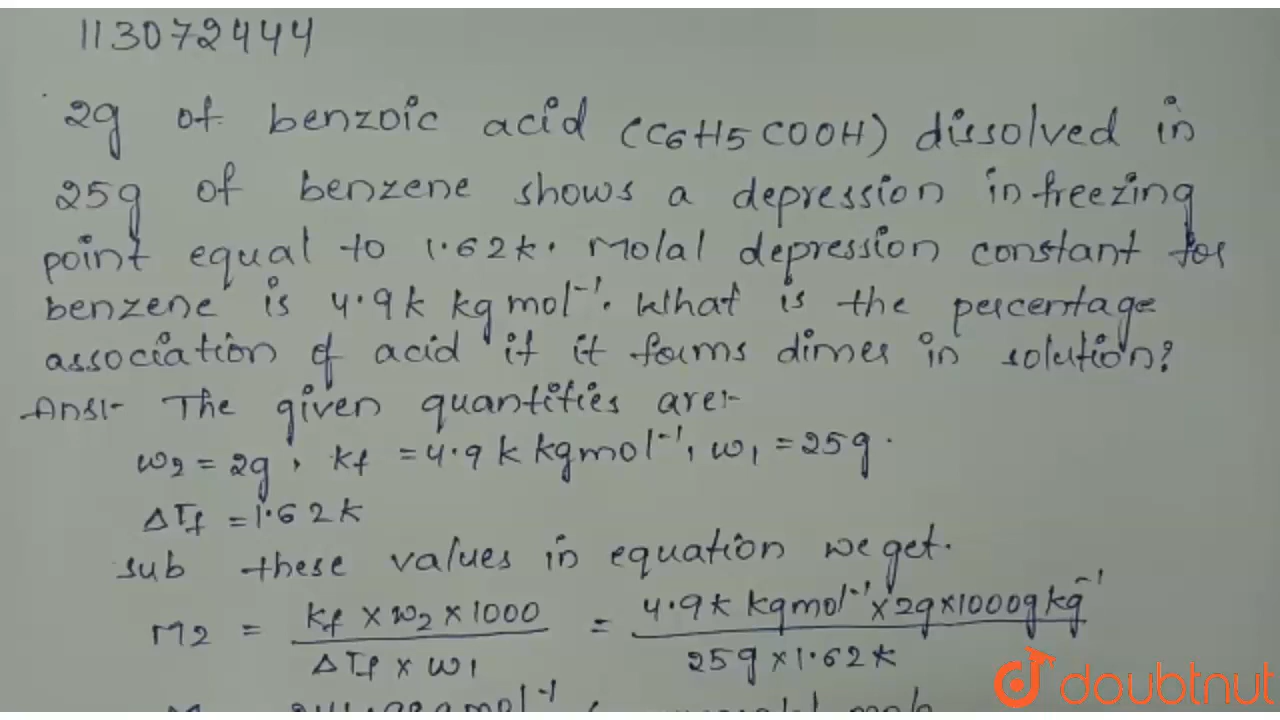 113072444
2g of benzoic acid (C6H5COOH) dissolved in
25g of benzene shows a depression in freezing
point equal to 1.62K. Molal depression constant for
benzene is 4.9K kg mol⁻¹. What is the percentage
association of acid if it forms dimer in solution?
Ans:- The given quantities are:-
w2 = 2g, Kf = 4.9 K kg mol⁻¹, w1 = 25g.
ΔTf = 1.62K
sub these values in equation we get.
M2 = Kf × w2 × 1000 / ΔTf × w1 = 4.9K kg mol⁻¹ × 2g × 1000g kg⁻¹ / 25g × 1.62K
doubtnut